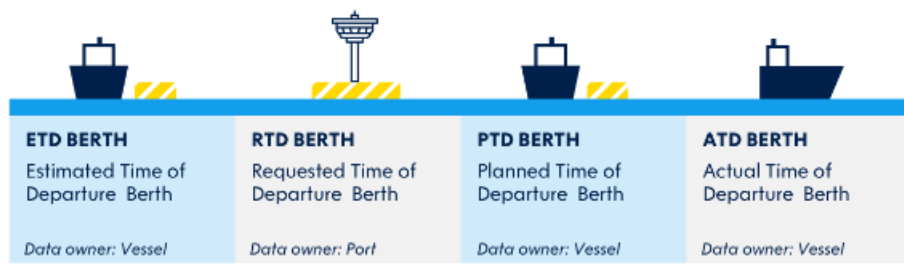 ETD BERTH
Estimated Time of
Departure Berth
Data owner: Vessel
RTD BERTH
Requested Time of
Departure Berth
Data owner: Port
PTD BERTH
Planned Time of
Departure Berth
Data owner: Vessel
ATD BERTH
Actual Time of
Departure Berth
Data owner: Vessel